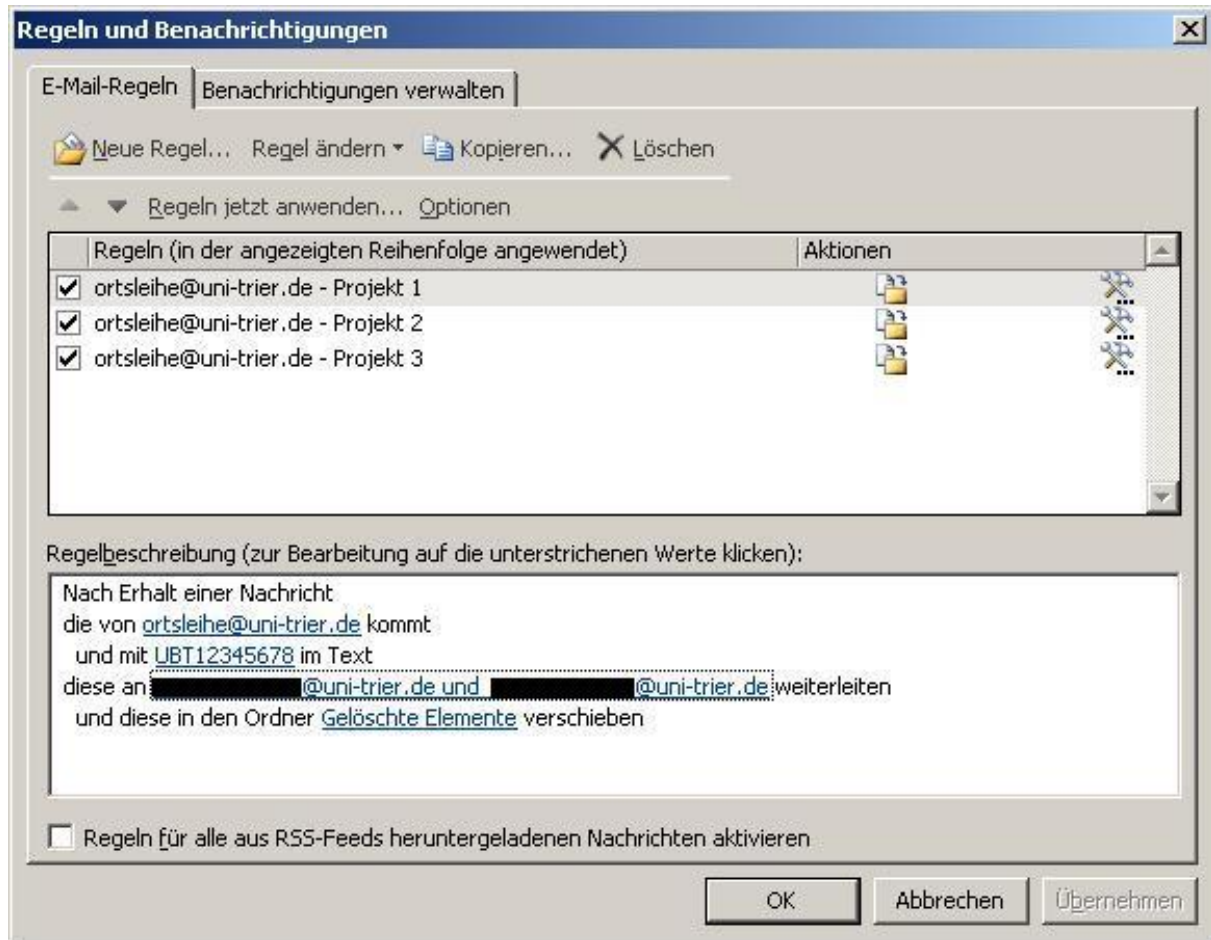 Regeln und Benachrichtigungen
E-Mail-Regeln Benachrichtigungen verwalten
Neue Regel... Regel ändern Kopieren... Löschen
Regeln jetzt anwenden... Optionen
Regeln (in der angezeigten Reihenfolge angewendet) Aktionen
ortsleihe@uni-trier.de - Projekt 1
ortsleihe@uni-trier.de - Projekt 2
ortsleihe@uni-trier.de - Projekt 3
Regelbeschreibung (zur Bearbeitung auf die unterstrichenen Werte klicken):
Nach Erhalt einer Nachricht
die von ortsleihe@uni-trier.de kommt
und mit UBT12345678 im Text
diese an @uni-trier.de und @uni-trier.de weiterleiten
und diese in den Ordner Gelöschte Elemente verschieben
Regeln für alle aus RSS-Feeds heruntergeladenen Nachrichten aktivieren
OK Abbrechen Übernehmen